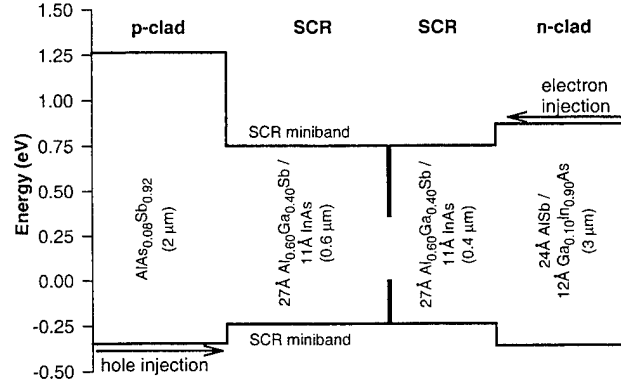 p-clad SCR SCR n-clad
1.50
1.25
1.00
0.75
0.50
0.25
0.00
-0.25
-0.50
Energy (eV)
electron
injection
SCR miniband
AlAs0.08Sb0.92
(2 µm)
27Å Al0.60Ga0.40Sb /
11Å InAs
(0.6 µm)
27Å Al0.60Ga0.40Sb /
11Å InAs
(0.4 µm)
24Å AlSb /
12Å Ga0.10In0.90As
(3 µm)
SCR miniband
hole injection